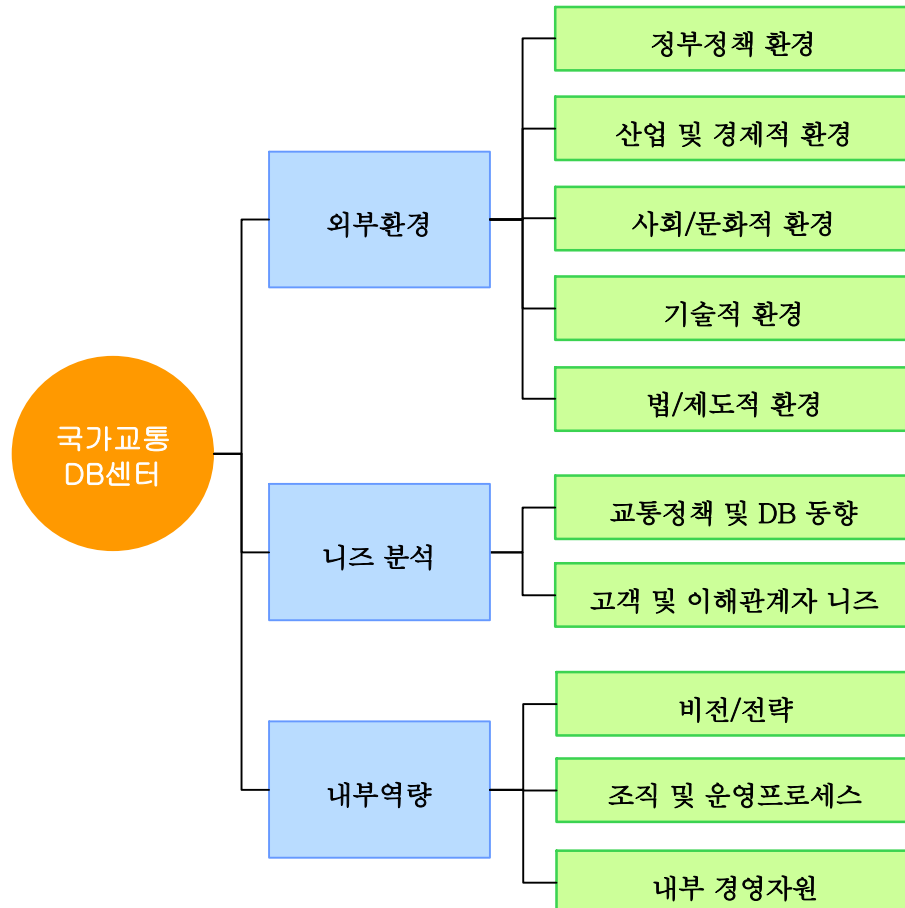 국가교통
DB센터
외부환경
정부정책 환경
산업 및 경제적 환경
사회/문화적 환경
기술적 환경
법/제도적 환경
니즈 분석
교통정책 및 DB 동향
고객 및 이해관계자 니즈
내부역량
비전/전략
조직 및 운영프로세스
내부 경영자원